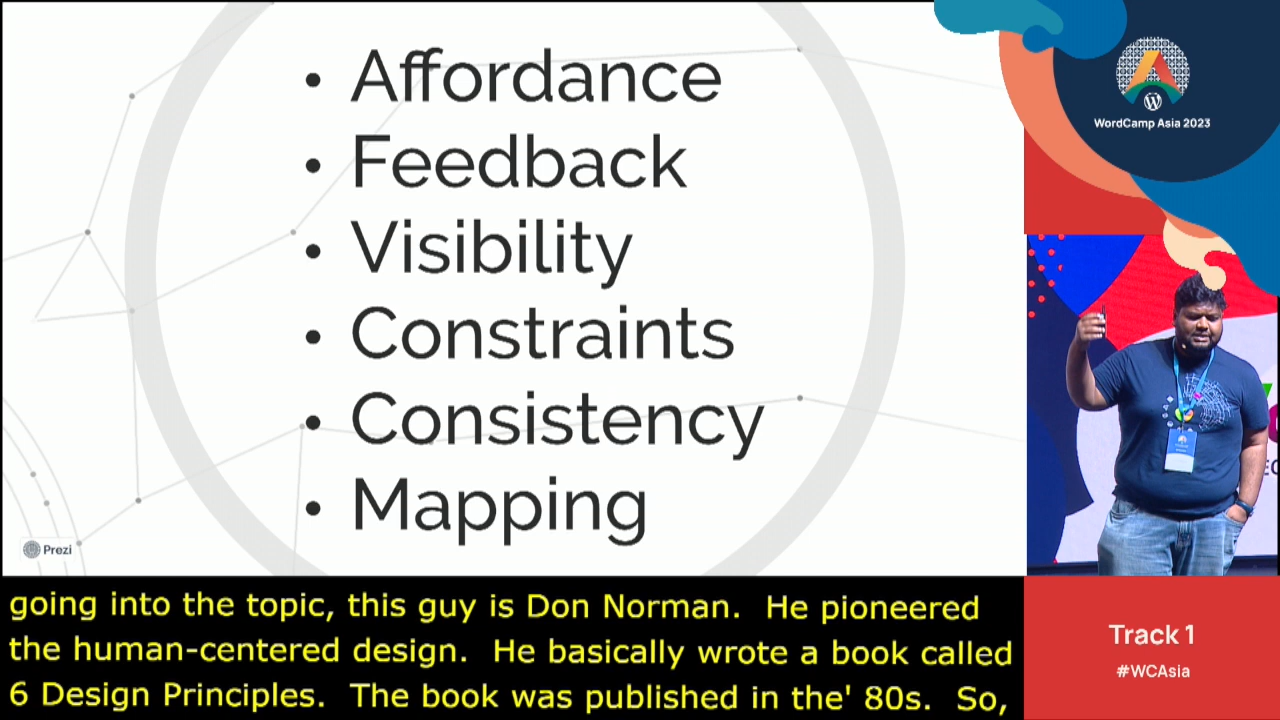 • Affordance
• Feedback
• Visibility
• Constraints
• Consistency
• Mapping
Prezi
WordCamp Asia 2023
going into the topic, this guy is Don Norman.  He pioneered
the human-centered design.  He basically wrote a book called
6 Design Principles.  The book was published in the' 80s.  So,
Track 1
#WCAsia